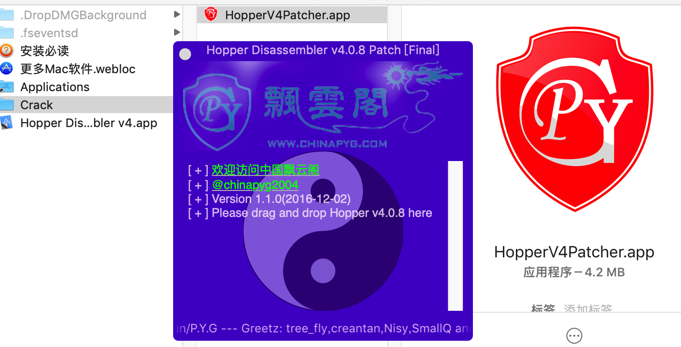 .DropDMGBackground
.fseventsd
安装必读
更多Mac软件.webloc
Applications
Crack
Hopper Dis...bler v4.app
HopperV4Patcher.app
Hopper Disassembler v4.0.8 Patch [Final]
PY
飘雲阁
WWW.CHINAPYG.COM
[ + ] 欢迎访问中国飘云阁
[ + ] @chinapyg2004
[ + ] Version 1.1.0(2016-12-02)
[ + ] Please drag and drop Hopper v4.0.8 here
/P.Y.G --- Greetz: tree_fly,creantan,Nisy,SmallQ
PY
HopperV4Patcher.app
应用程序 – 4.2 MB
标签 添加标签